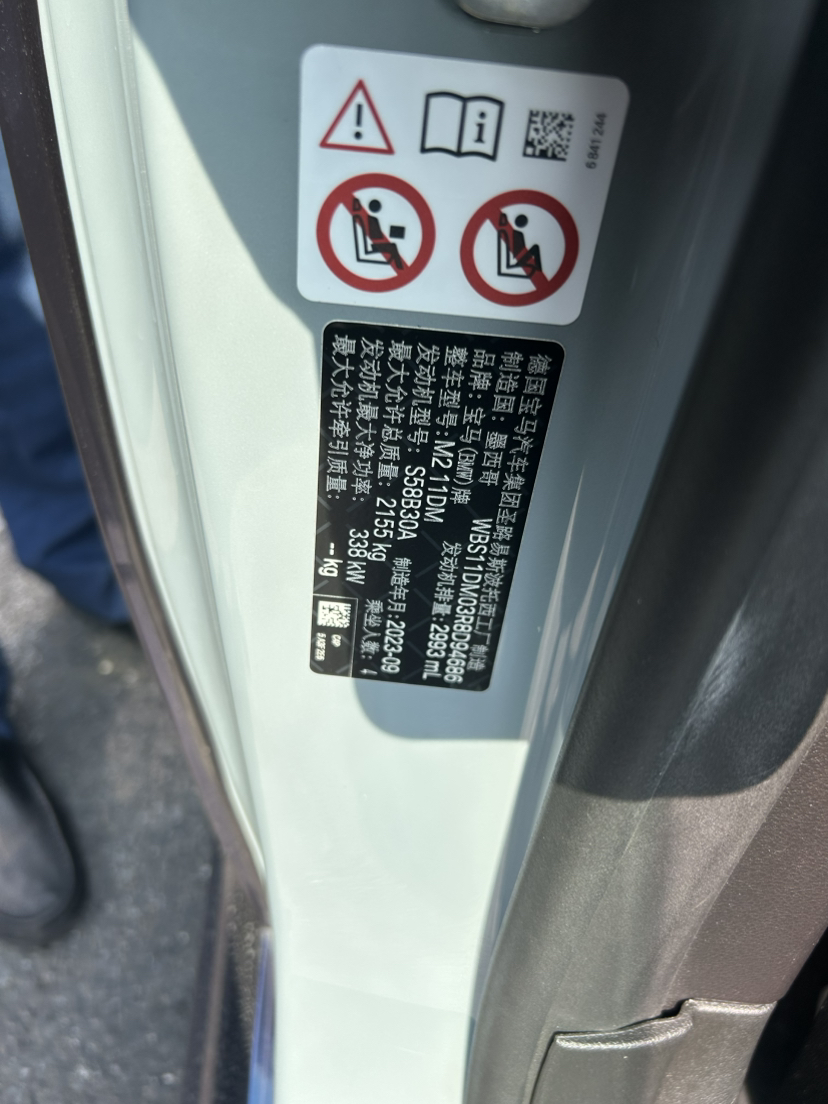 6 841 244
德国宝马汽车集团圣路易斯波托西工厂制造
制造国：墨西哥 WBS11DM03R8D94686
品牌：宝马(BMW)牌 发动机排量：2993 mL
整车型号：M2 11DM
发动机型号：S58B30A 制造年月：2023-09
最大允许总质量：2155 kg 乘坐人数：4
发动机最大净功率：338 kW
最大允许牵引质量：-- kg